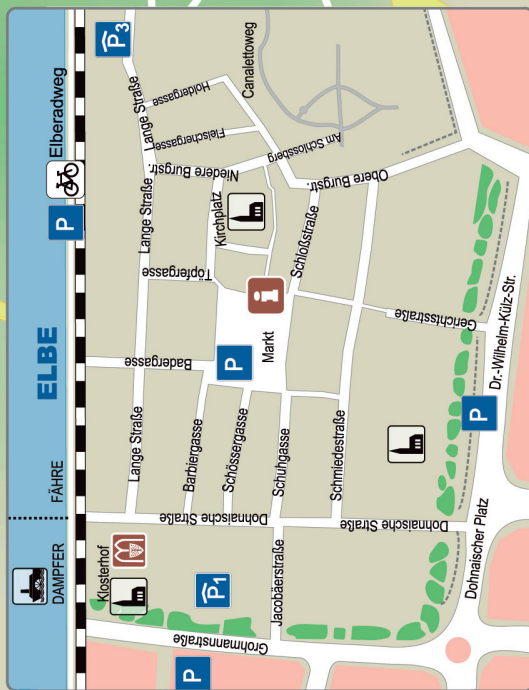 DAMPFER
FÄHRE
ELBE
Elberadweg
P
P3
Klosterhof
P1
P
Grohmannstraße
Jacobäerstraße
Dohnaische Straße
Dohnaische Straße
Lange Straße
Lange Straße
Lange Straße
Barbiergasse
Schössergasse
Schuhgasse
Schmiedestraße
Badergasse
P
Markt
i
Töpfergasse
Kirchplatz
Niedere Burgstr.
Fleischergasse
Holdergasse
Am Schlossberg
Canalettoweg
Schloßstraße
Obere Burgstr.
Gerichtsstraße
P
Dohnaischer Platz
Dr.-Wilhelm-Külz-Str.